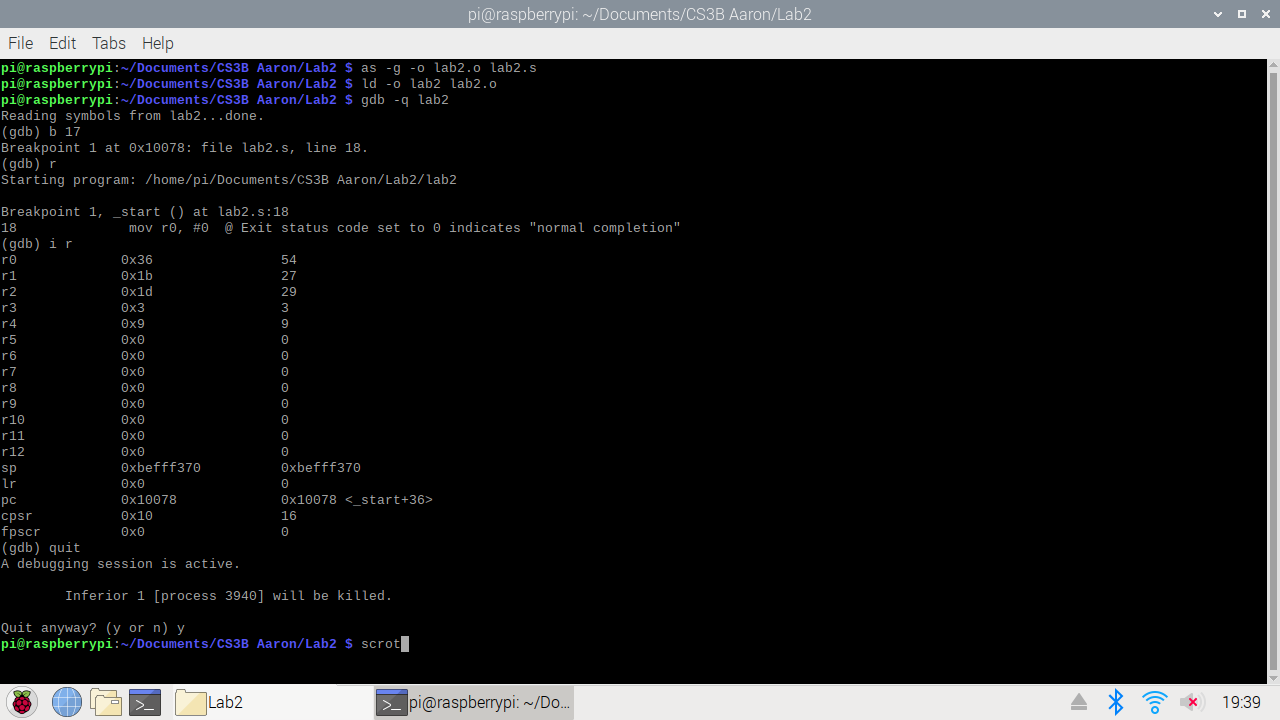 pi@raspberrypi: ~/Documents/CS3B Aaron/Lab2
File Edit Tabs Help
pi@raspberrypi:~/Documents/CS3B Aaron/Lab2 $ as -g -o lab2.o lab2.s
pi@raspberrypi:~/Documents/CS3B Aaron/Lab2 $ ld -o lab2 lab2.o
pi@raspberrypi:~/Documents/CS3B Aaron/Lab2 $ gdb -q lab2
Reading symbols from lab2...done.
(gdb) b 17
Breakpoint 1 at 0x10078: file lab2.s, line 18.
(gdb) r
Starting program: /home/pi/Documents/CS3B Aaron/Lab2/lab2
Breakpoint 1, _start () at lab2.s:18
18              mov r0, #0  @ Exit status code set to 0 indicates "normal completion"
(gdb) i r
r0             0x36                54
r1             0x1b                27
r2             0x1d                29
r3             0x3                 3
r4             0x9                 9
r5             0x0                 0
r6             0x0                 0
r7             0x0                 0
r8             0x0                 0
r9             0x0                 0
r10            0x0                 0
r11            0x0                 0
r12            0x0                 0
sp             0xbefff370          0xbefff370
lr             0x0                 0
pc             0x10078             0x10078 <_start+36>
cpsr           0x10                16
fpscr          0x0                 0
(gdb) quit
A debugging session is active.
        Inferior 1 [process 3940] will be killed.
Quit anyway? (y or n) y
pi@raspberrypi:~/Documents/CS3B Aaron/Lab2 $ scrot
Lab2 pi@raspberrypi: ~/Do... 19:39